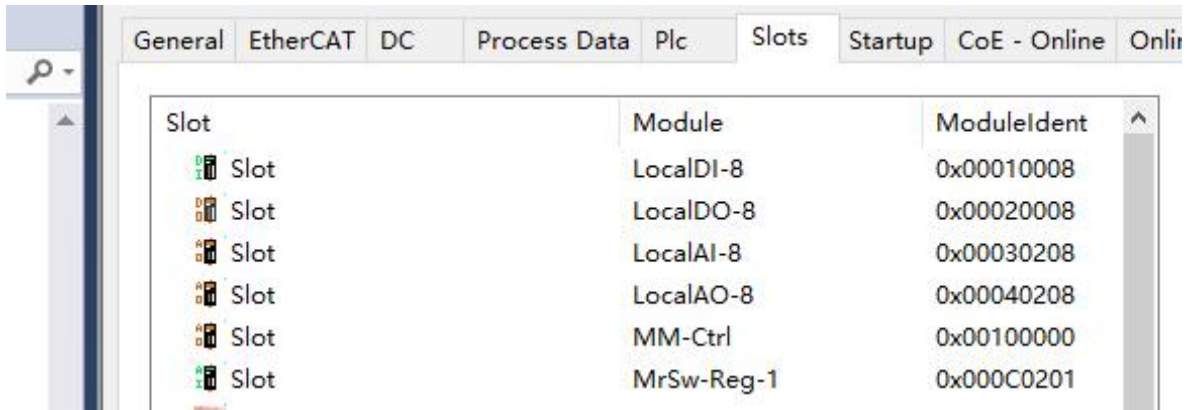 General EtherCAT DC Process Data Plc Slots Startup CoE - Online
Slot Module ModuleIdent
Slot LocalDI-8 0x00010008
Slot LocalDO-8 0x00020008
Slot LocalAI-8 0x00030208
Slot LocalAO-8 0x00040208
Slot MM-Ctrl 0x00100000
Slot MrSw-Reg-1 0x000C0201